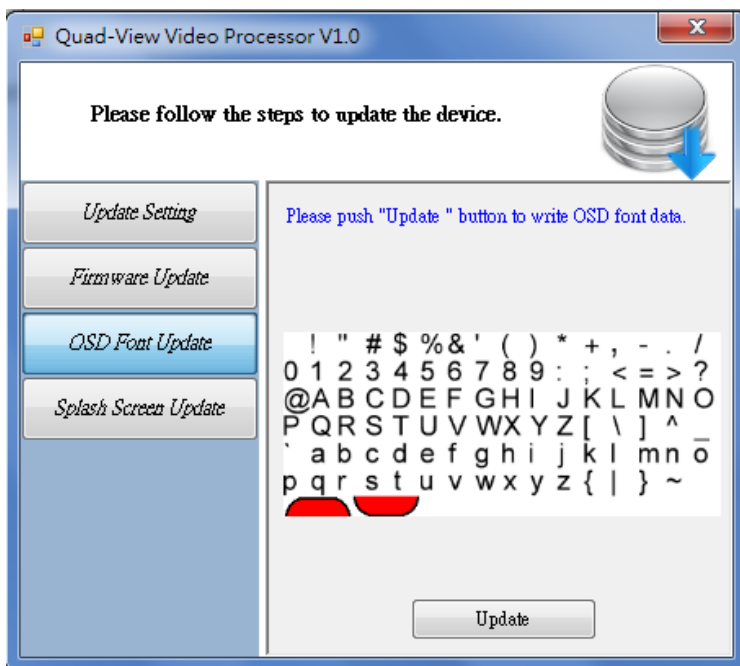 Quad-View Video Processor V1.0
Please follow the steps to update the device.
Update Setting
Firmware Update
OSD Font Update
Splash Screen Update
Please push "Update " button to write OSD font data.
! " # $ % & ' ( ) * + , - . /
0 1 2 3 4 5 6 7 8 9 : ; < = > ?
@ A B C D E F G H I J K L M N O
P Q R S T U V W X Y Z [ \ ] ^ _
` a b c d e f g h i j k l m n o
p q r s t u v w x y z { | } ~
Update